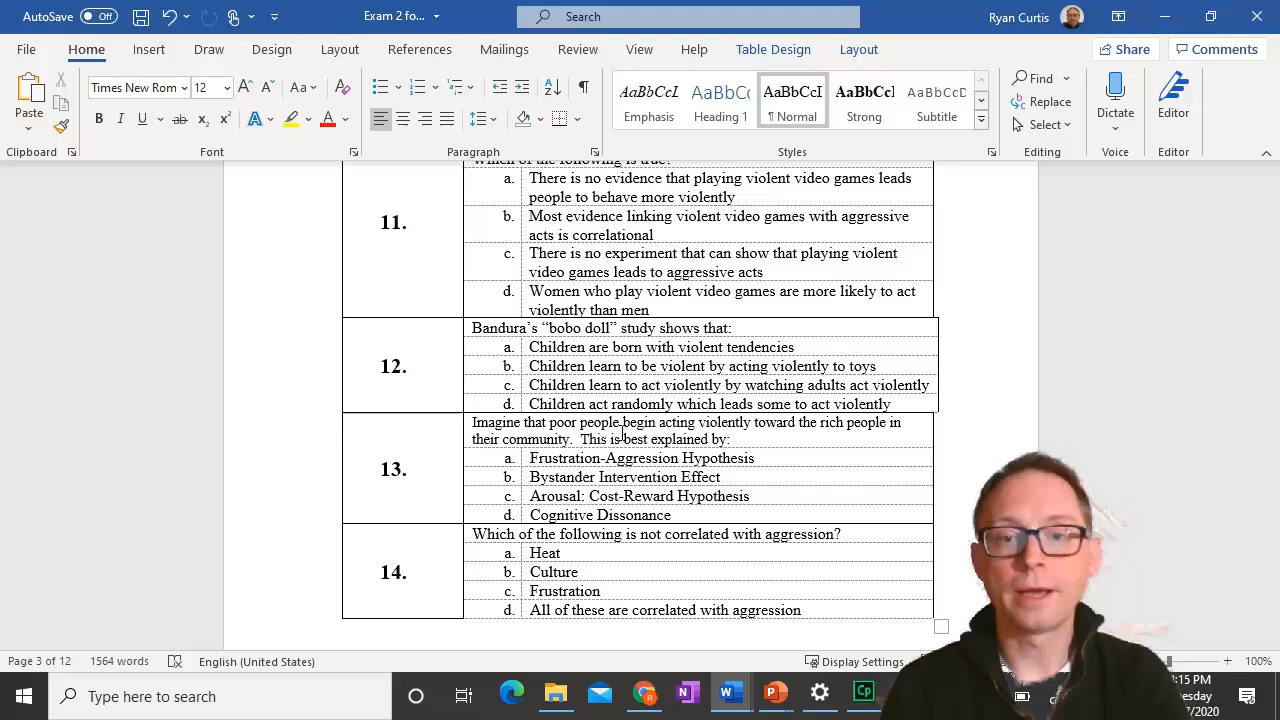 AutoSave Off
Exam 2 fo...
Search
Ryan Curtis
File Home Insert Draw Design Layout References Mailings Review View Help Table Design Layout
Share Comments
Paste
Clipboard
Times New Rom 12
Font
Paragraph
AaBbCcI Emphasis
AaBbCc Heading 1
AaBbCcI ¶ Normal
AaBbCc Strong
AaBbCcD Subtitle
Styles
Find
Replace
Select
Editing
Dictate
Voice
Editor
Editor
Which of the following is true?
11.
a. There is no evidence that playing violent video games leads
people to behave more violently
b. Most evidence linking violent video games with aggressive
acts is correlational
c. There is no experiment that can show that playing violent
video games leads to aggressive acts
d. Women who play violent video games are more likely to act
violently than men
12.
Bandura’s “bobo doll” study shows that:
a. Children are born with violent tendencies
b. Children learn to be violent by acting violently to toys
c. Children learn to act violently by watching adults act violently
d. Children act randomly which leads some to act violently
13.
Imagine that poor people begin acting violently toward the rich people in
their community. This is best explained by:
a. Frustration-Aggression Hypothesis
b. Bystander Intervention Effect
c. Arousal: Cost-Reward Hypothesis
d. Cognitive Dissonance
14.
Which of the following is not correlated with aggression?
a. Heat
b. Culture
c. Frustration
d. All of these are correlated with aggression
Page 3 of 12 1564 words English (United States) Display Settings 100%
Type here to search